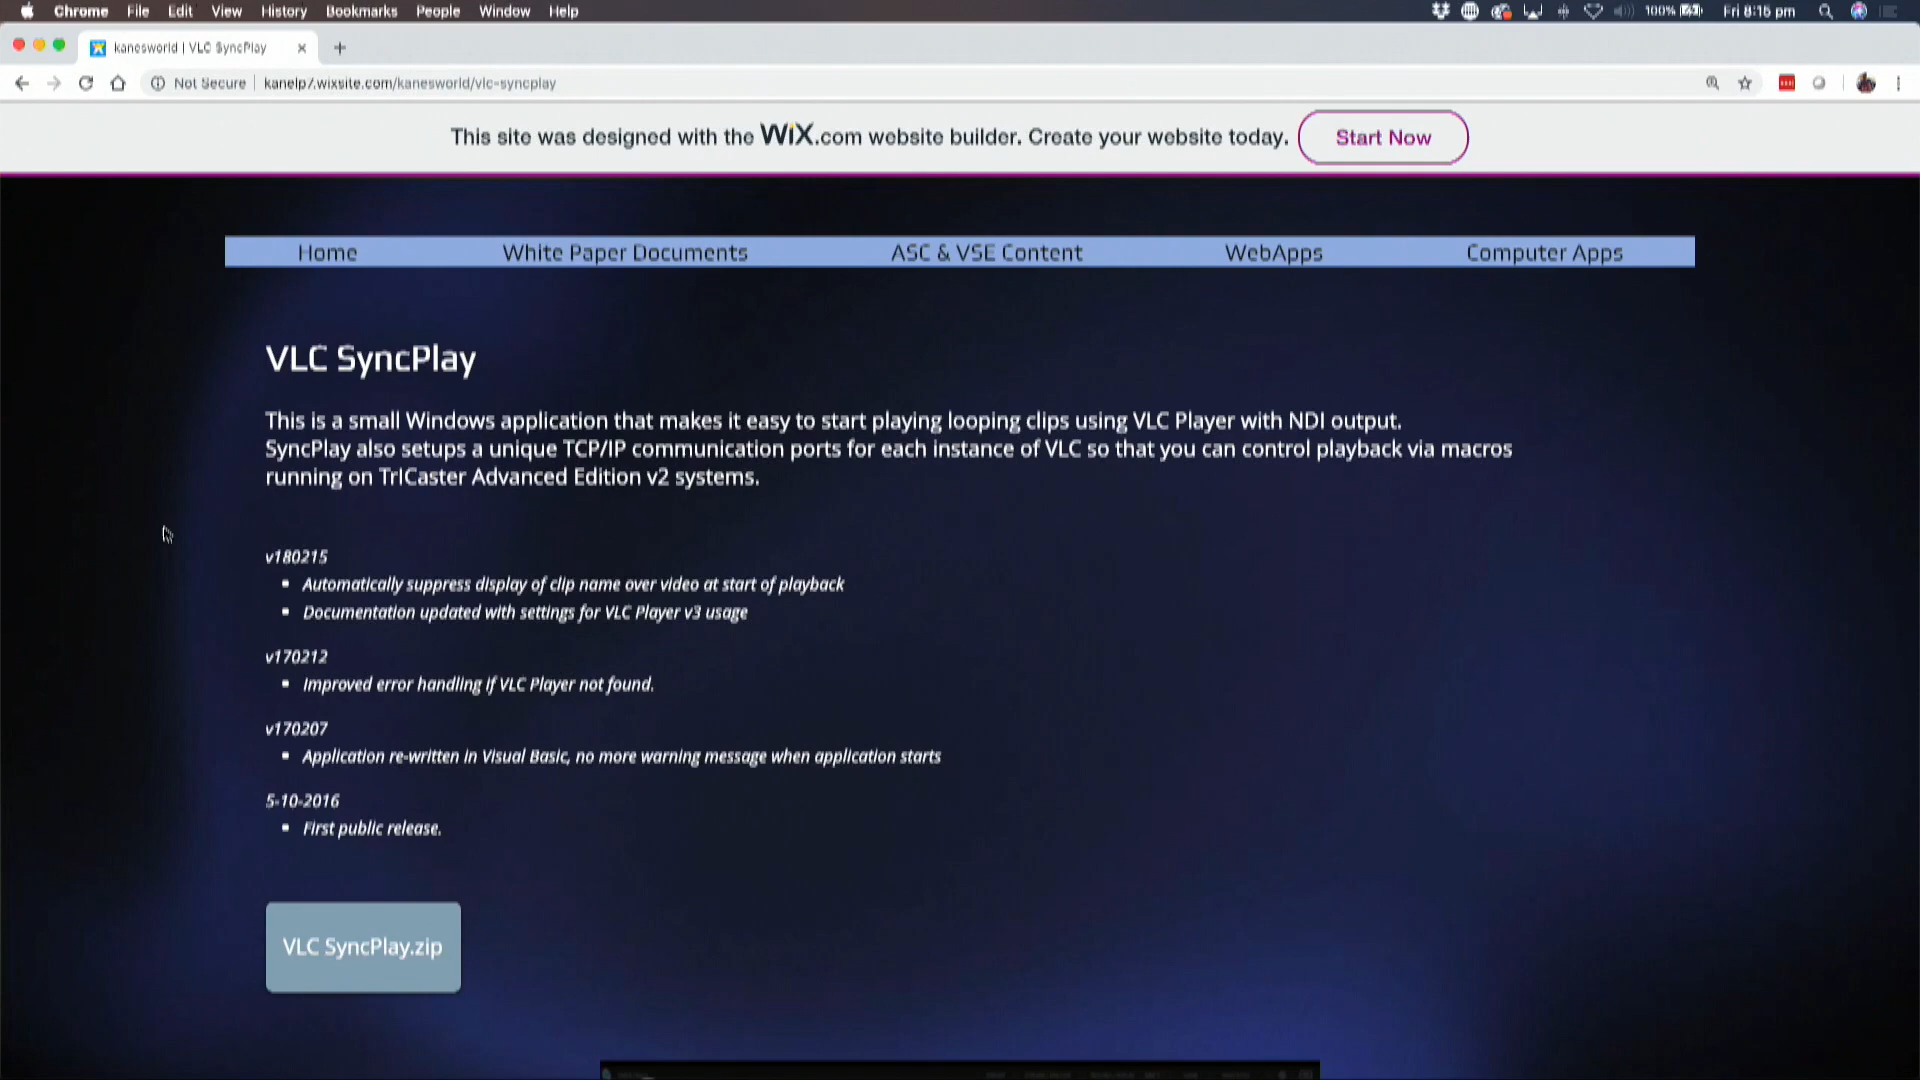 Chrome File Edit View History Bookmarks People Window Help 100% Fri 8:15 pm
kanesworld | VLC SyncPlay
Not Secure kanelp7.wixsite.com/kanesworld/vlc-syncplay
This site was designed with the WiX.com website builder. Create your website today. Start Now
Home White Paper Documents ASC & VSE Content WebApps Computer Apps
VLC SyncPlay
This is a small Windows application that makes it easy to start playing looping clips using VLC Player with NDI output.
SyncPlay also setups a unique TCP/IP communication ports for each instance of VLC so that you can control playback via macros
running on TriCaster Advanced Edition v2 systems.
v180215
Automatically suppress display of clip name over video at start of playback
Documentation updated with settings for VLC Player v3 usage
v170212
Improved error handling if VLC Player not found.
v170207
Application re-written in Visual Basic, no more warning message when application starts
5-10-2016
First public release.
VLC SyncPlay.zip